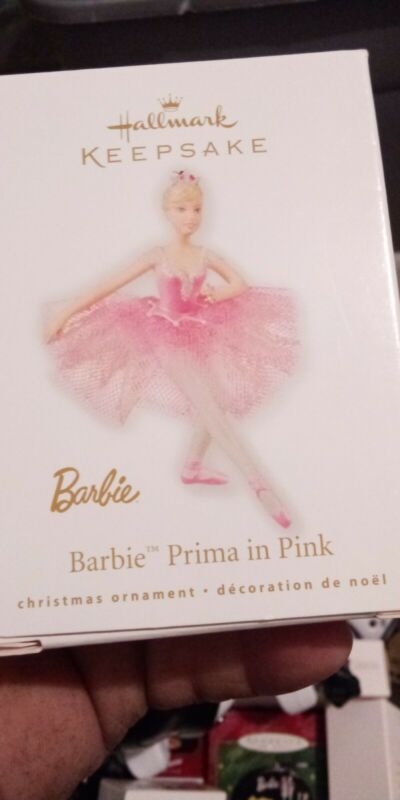 Hallmark
KEEPSAKE
Barbie
Barbie™ Prima in Pink
christmas ornament • décoration de noël